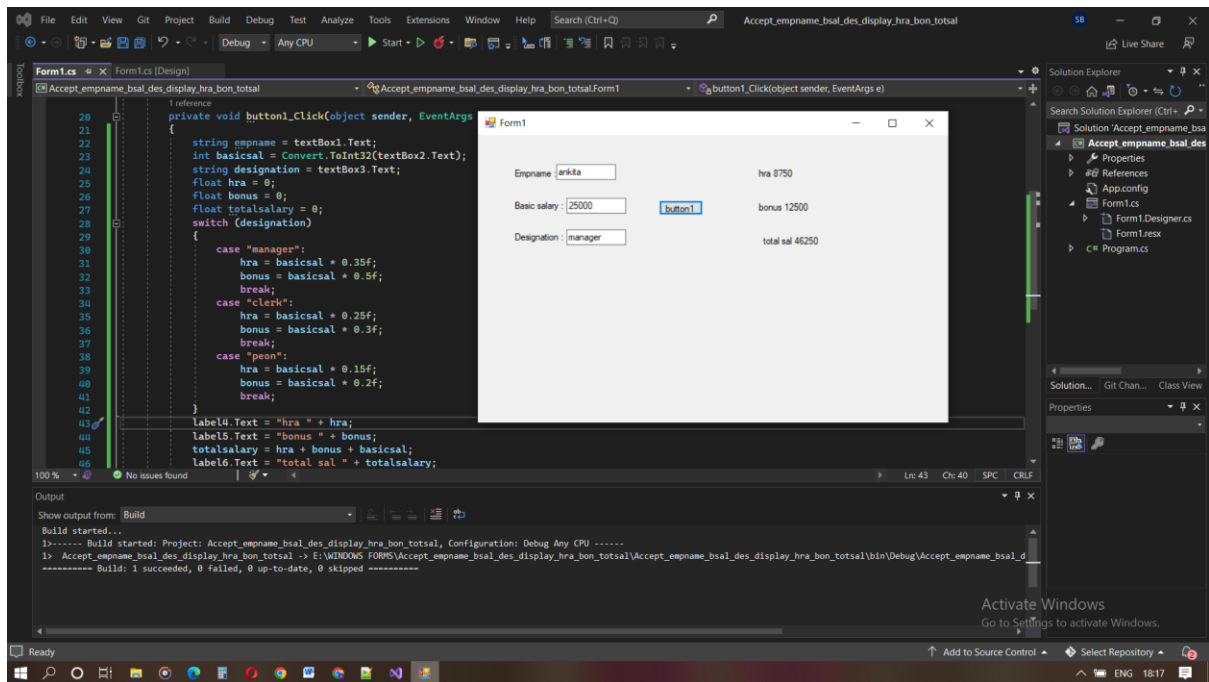 File Edit View Git Project Build Debug Test Analyze Tools Extensions Window Help Search (Ctrl+Q) Accept_empname_bsal_des_display_hra_bon_totsal SB
Debug Any CPU Start Live Share
Toolbox
Form1.cs Form1.cs [Design]
Accept_empname_bsal_des_display_hra_bon_totsal Accept_empname_bsal_des_display_hra_bon_totsal.Form1 button1_Click(object sender, EventArgs e)
1 reference
20 private void button1_Click(object sender, EventArgs
21 {
22 string empname = textBox1.Text;
23 int basicsal = Convert.ToInt32(textBox2.Text);
24 string designation = textBox3.Text;
25 float hra = 0;
26 float bonus = 0;
27 float totalsalary = 0;
28 switch (designation)
29 {
30 case "manager":
31 hra = basicsal * 0.35f;
32 bonus = basicsal * 0.5f;
33 break;
34 case "clerk":
35 hra = basicsal * 0.25f;
36 bonus = basicsal * 0.3f;
37 break;
38 case "peon":
39 hra = basicsal * 0.15f;
40 bonus = basicsal * 0.2f;
41 break;
42 }
43 label4.Text = "hra " + hra;
44 label5.Text = "bonus " + bonus;
45 totalsalary = hra + bonus + basicsal;
46 label6.Text = "total sal " + totalsalary;
Form1
Empname : ankita hra 8750
Basic salary : 25000 button1 bonus 12500
Designation : manager total sal 46250
100 % No issues found Ln: 43 Ch: 40 SPC CRLF
Output
Show output from: Build
Build started...
1>------ Build started: Project: Accept_empname_bsal_des_display_hra_bon_totsal, Configuration: Debug Any CPU ------
1> Accept_empname_bsal_des_display_hra_bon_totsal -> E:\WINDOWS FORMS\Accept_empname_bsal_des_display_hra_bon_totsal\Accept_empname_bsal_des_display_hra_bon_totsal\bin\Debug\Accept_empname_bsal_d
========== Build: 1 succeeded, 0 failed, 0 up-to-date, 0 skipped ==========
Solution Explorer
Search Solution Explorer (Ctrl+
Solution 'Accept_empname_bsa
Accept_empname_bsal_des
Properties
References
App.config
Form1.cs
Form1.Designer.cs
Form1.resx
C# Program.cs
Solution... Git Chan... Class View
Properties
Activate Windows
Go to Settings to activate Windows.
Ready Add to Source Control Select Repository 2
ENG 18:17